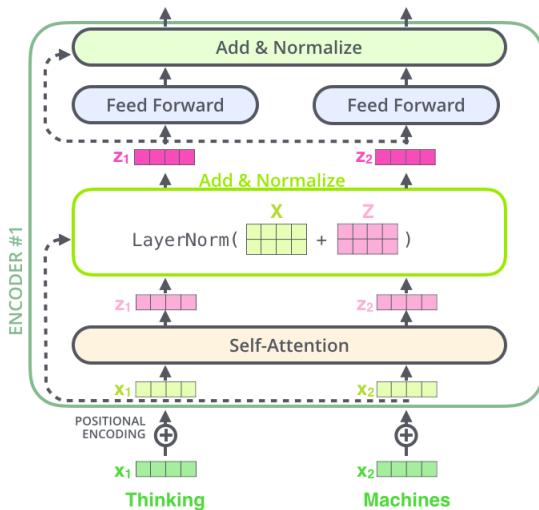 Add & Normalize
Feed Forward Feed Forward
z1 z2
Add & Normalize
X Z
LayerNorm( + )
ENCODER #1
z1 z2
Self-Attention
x1 x2
POSITIONAL
ENCODING
x1 x2
Thinking Machines